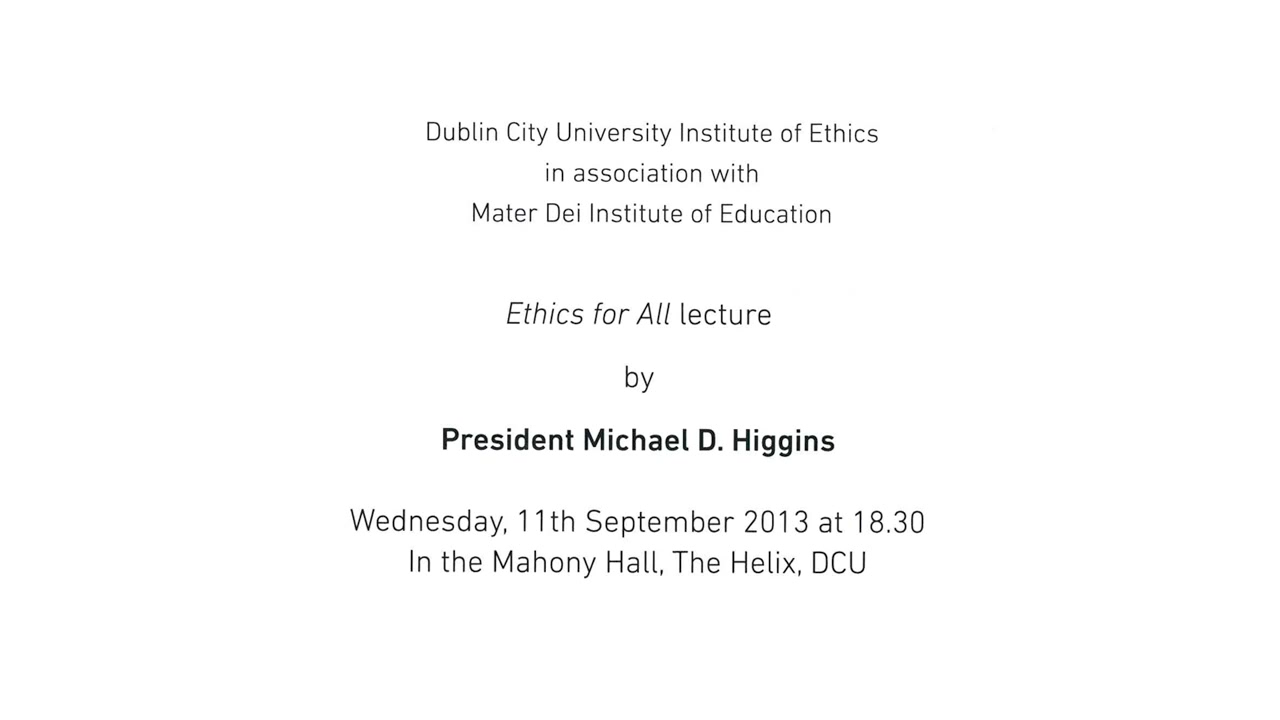 Dublin City University Institute of Ethics
in association with
Mater Dei Institute of Education
Ethics for All lecture
by
President Michael D. Higgins
Wednesday, 11th September 2013 at 18.30
In the Mahony Hall, The Helix, DCU